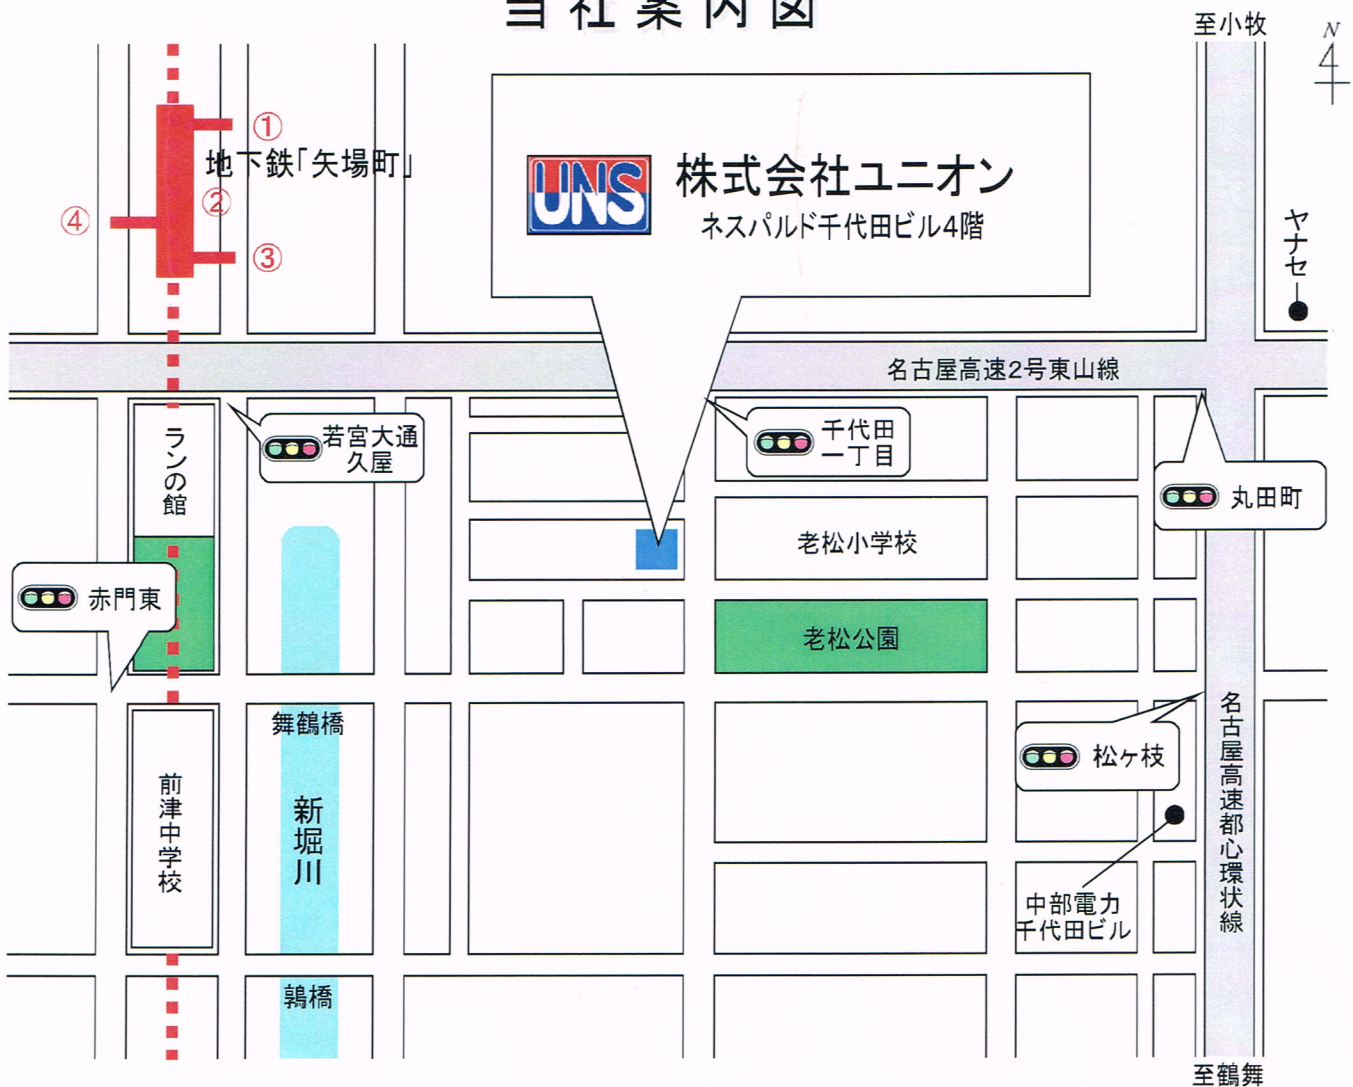 当社案内図
至小牧
N
①
地下鉄「矢場町」
②
④
③
UNS
株式会社ユニオン
ネスパルド千代田ビル4階
ヤナセ
名古屋高速2号東山線
若宮大通
久屋
千代田
一丁目
丸田町
ランの館
老松小学校
赤門東
老松公園
舞鶴橋
松ヶ枝
名古屋高速都心環状線
前津中学校
新堀川
中部電力
千代田ビル
鶉橋
至鶴舞